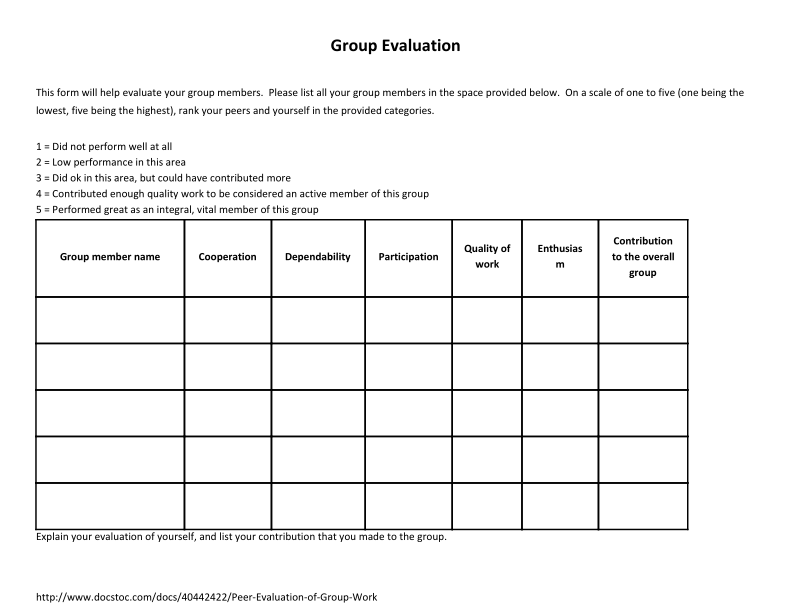 Group Evaluation
This form will help evaluate your group members.  Please list all your group members in the space provided below.  On a scale of one to five (one being the
lowest, five being the highest), rank your peers and yourself in the provided categories.
1 = Did not perform well at all
2 = Low performance in this area
3 = Did ok in this area, but could have contributed more
4 = Contributed enough quality work to be considered an active member of this group
5 = Performed great as an integral, vital member of this group
Group member name
Cooperation
Dependability
Participation
Quality of
work
Enthusias
m
Contribution
to the overall
group
Explain your evaluation of yourself, and list your contribution that you made to the group.
http://www.docstoc.com/docs/40442422/Peer-Evaluation-of-Group-Work